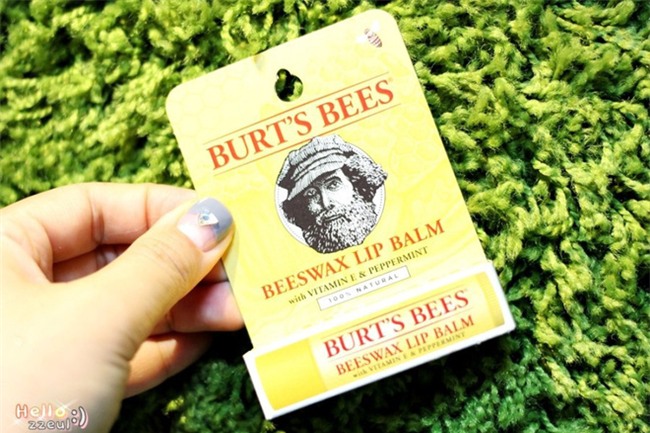 BURT'S BEES®
BEESWAX LIP BALM
with VITAMIN E & PEPPERMINT
100% NATURAL
BURT'S BEES®
BEESWAX LIP BALM
with VITAMIN E & PEPPERMINT
Hello :)
zzeul